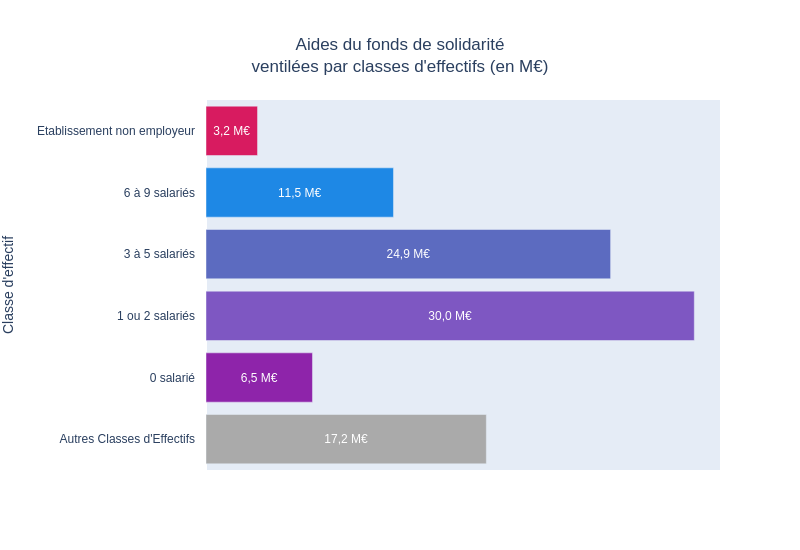 Aides du fonds de solidarité
ventilées par classes d'effectifs (en M€)
Classe d'effectif
Etablissement non employeur
3,2 M€
6 à 9 salariés
11,5 M€
3 à 5 salariés
24,9 M€
1 ou 2 salariés
30,0 M€
0 salarié
6,5 M€
Autres Classes d'Effectifs
17,2 M€